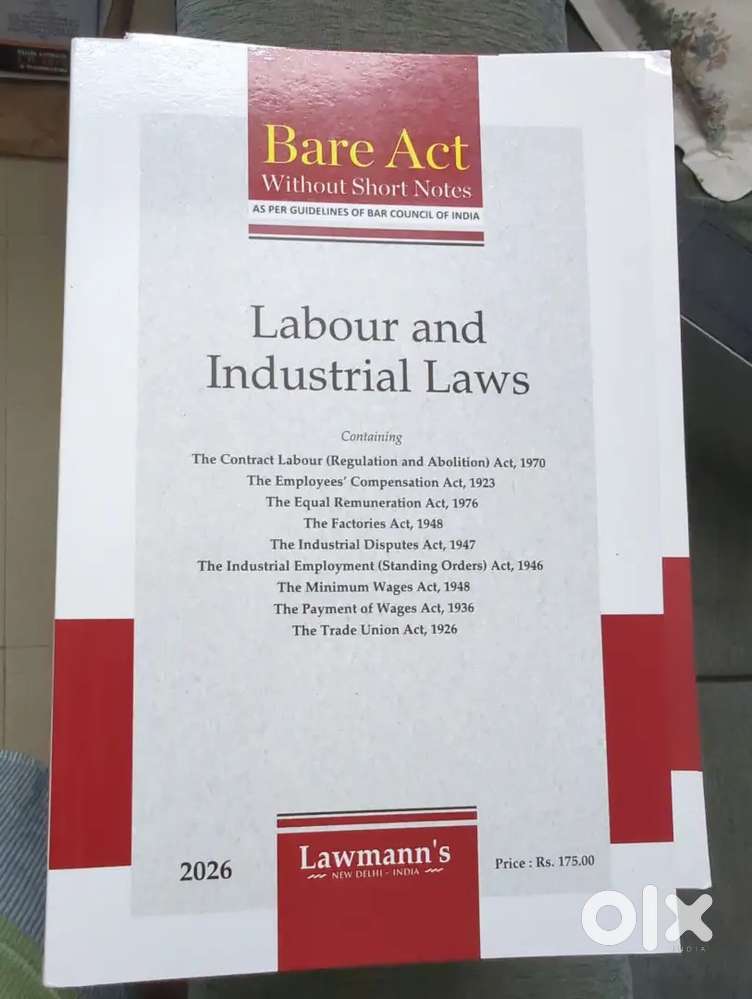 Bare Act
Without Short Notes
AS PER GUIDELINES OF BAR COUNCIL OF INDIA
Labour and
Industrial Laws
Containing
The Contract Labour (Regulation and Abolition) Act, 1970
The Employees' Compensation Act, 1923
The Equal Remuneration Act, 1976
The Factories Act, 1948
The Industrial Disputes Act, 1947
The Industrial Employment (Standing Orders) Act, 1946
The Minimum Wages Act, 1948
The Payment of Wages Act, 1936
The Trade Union Act, 1926
2026
Lawmann's
NEW DELHI - INDIA
Price : Rs. 175.00
olx
INDIA